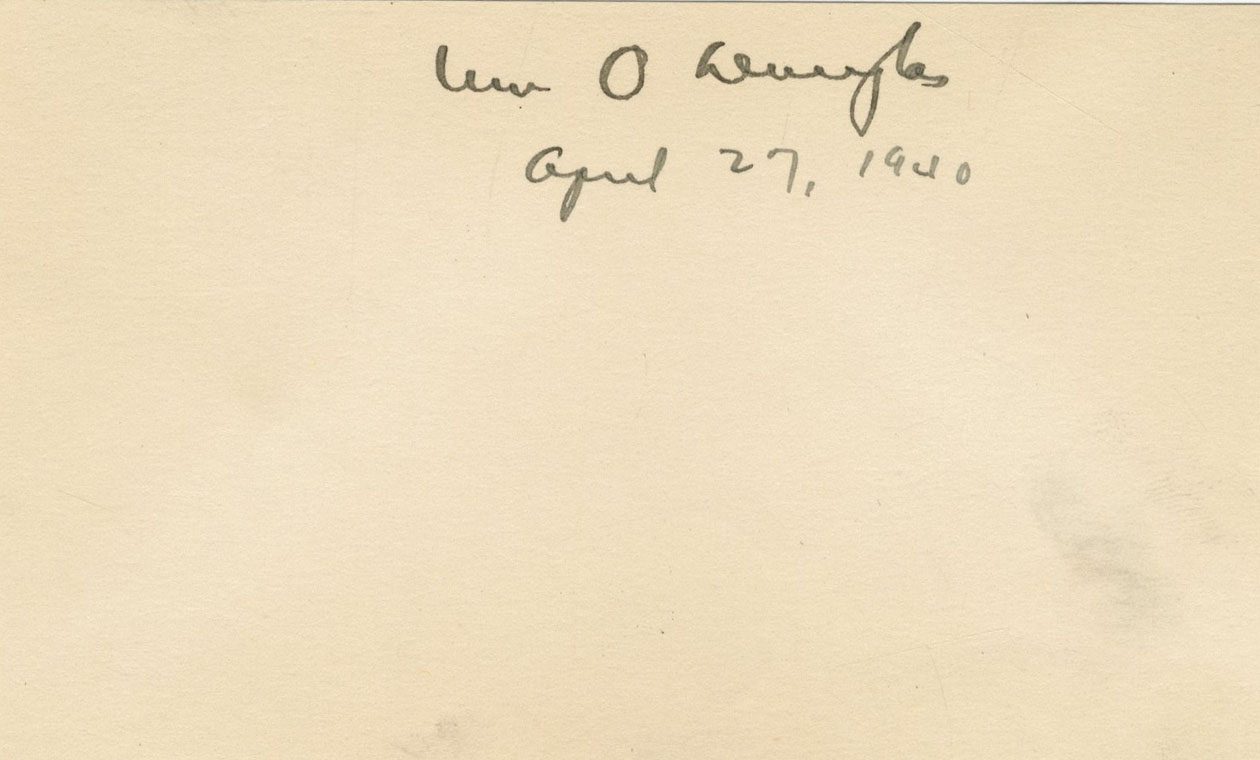 Wm O Douglas
April 27, 1940